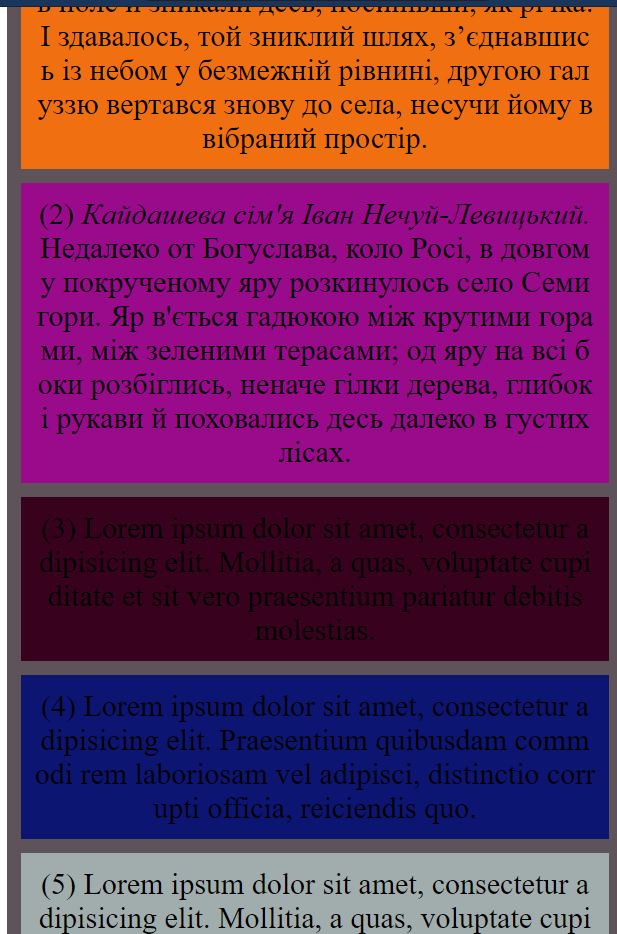 І здавалось, той зниклий шлях, з’єднавшис
ь із небом у безмежній рівнині, другою гал
уззю вертався знову до села, несучи йому в
вібраний простір.
(2) Кайдашева сім'я Іван Нечуй-Левицький.
Недалеко от Богуслава, коло Росі, в довгом
у покрученому яру розкинулось село Семи
гори. Яр в'ється гадюкою між крутими гора
ми, між зеленими терасами; од яру на всі б
оки розбіглись, неначе гілки дерева, глибок
і рукави й поховались десь далеко в густих
лісах.
(3) Lorem ipsum dolor sit amet, consectetur a
dipisicing elit. Mollitia, a quas, voluptate cupi
ditate et sit vero praesentium pariatur debitis
molestias.
(4) Lorem ipsum dolor sit amet, consectetur a
dipisicing elit. Praesentium quibusdam comm
odi rem laboriosam vel adipisci, distinctio corr
upti officia, reiciendis quo.
(5) Lorem ipsum dolor sit amet, consectetur a
dipisicing elit. Mollitia, a quas, voluptate cupi